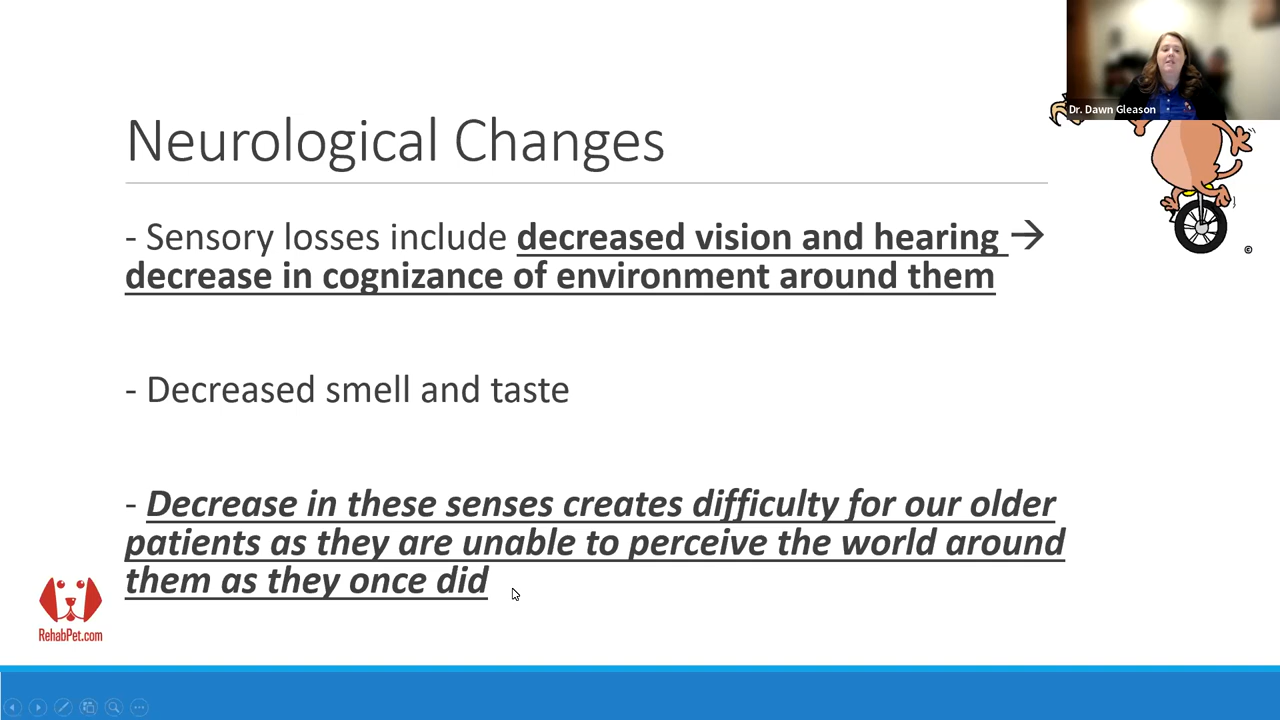 Dr. Dawn Gleason
Neurological Changes
- Sensory losses include decreased vision and hearing →
decrease in cognizance of environment around them
- Decreased smell and taste
- Decrease in these senses creates difficulty for our older
patients as they are unable to perceive the world around
them as they once did
RehabPet.com
©